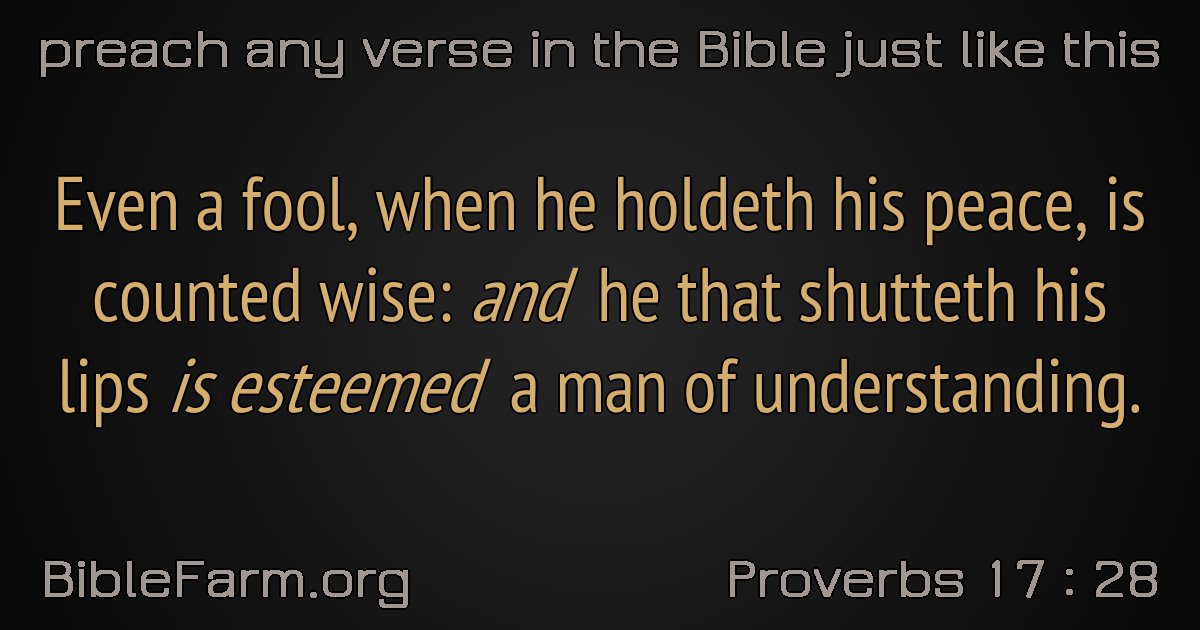 preach any verse in the Bible just like this
Even a fool, when he holdeth his peace, is
counted wise: and he that shutteth his
lips is esteemed a man of understanding.
BibleFarm.org
Proverbs 17 : 28